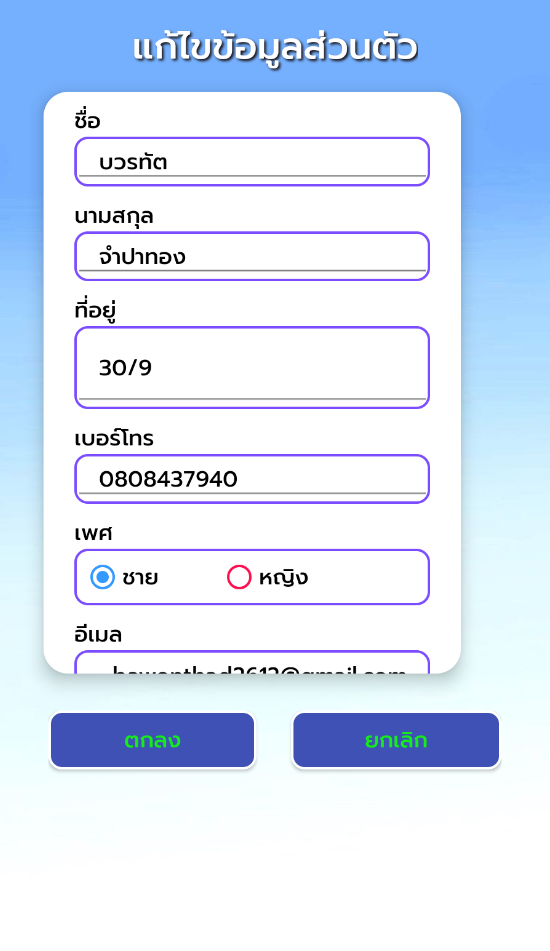 แก้ไขข้อมูลส่วนตัว
ชื่อ
บวรทัต
นามสกุล
จำปาทอง
ที่อยู่
30/9
เบอร์โทร
0808437940
เพศ
ชาย หญิง
อีเมล
ตกลง ยกเลิก